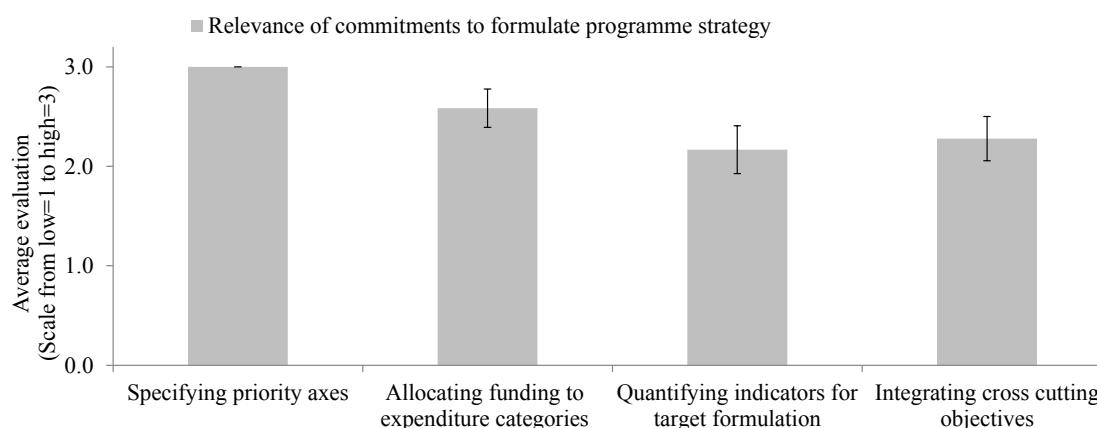 Relevance of commitments to formulate programme strategy
Average evaluation
(Scale from low=1 to high=3)
3.0
2.0
1.0
0.0
Specifying priority axes
Allocating funding to
expenditure categories
Quantifying indicators for
target formulation
Integrating cross cutting
objectives